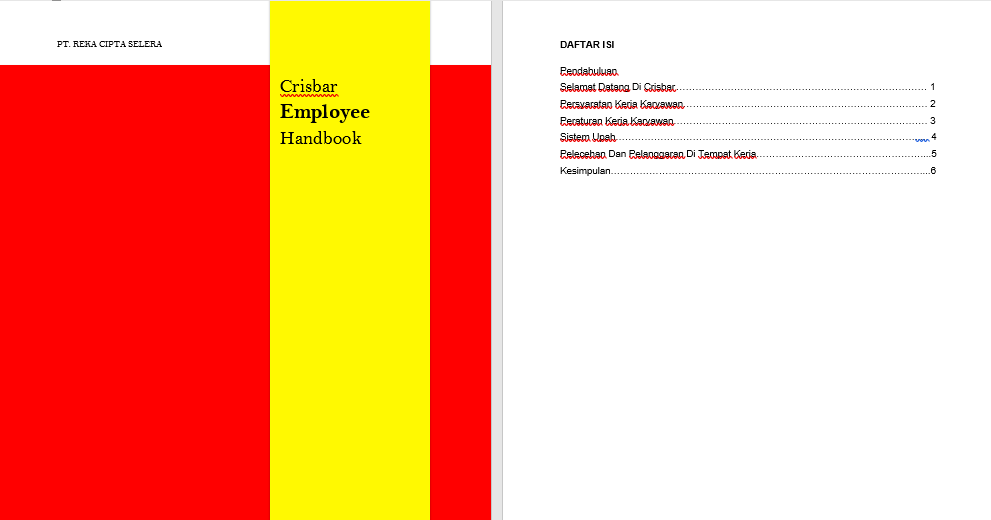 PT. REKA CIPTA SELERA
Crisbar
Employee
Handbook
DAFTAR ISI
Pendahuluan
Selamat Datang Di Crisbar.......................................................................... 1
Persyaratan Kerja Karyawan....................................................................... 2
Peraturan Kerja Karyawan.......................................................................... 3
Sistem Upah................................................................................................ 4
Pelecehan Dan Pelanggaran Di Tempat Kerja.................................................5
Kesimpulan..................................................................................................6